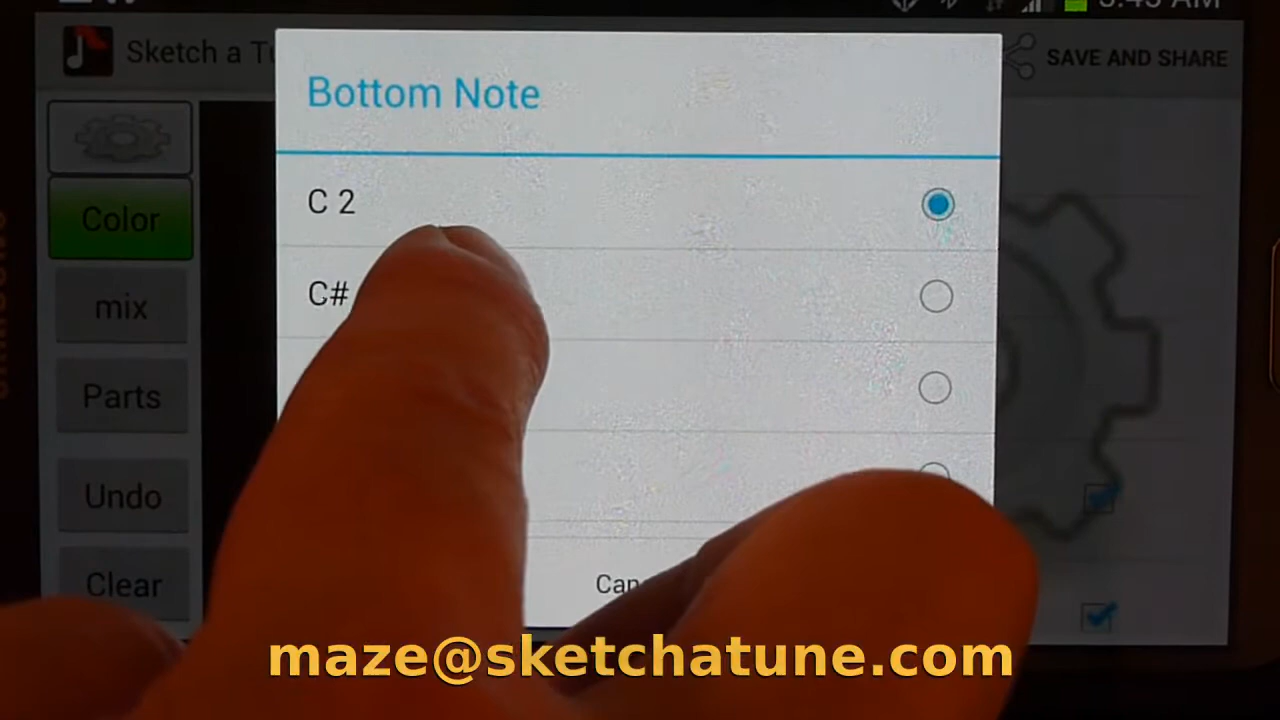 Sketch a T
SAVE AND SHARE
Bottom Note
Color
C 2
mix
C#
Parts
Undo
Clear
Can
maze@sketchatune.com